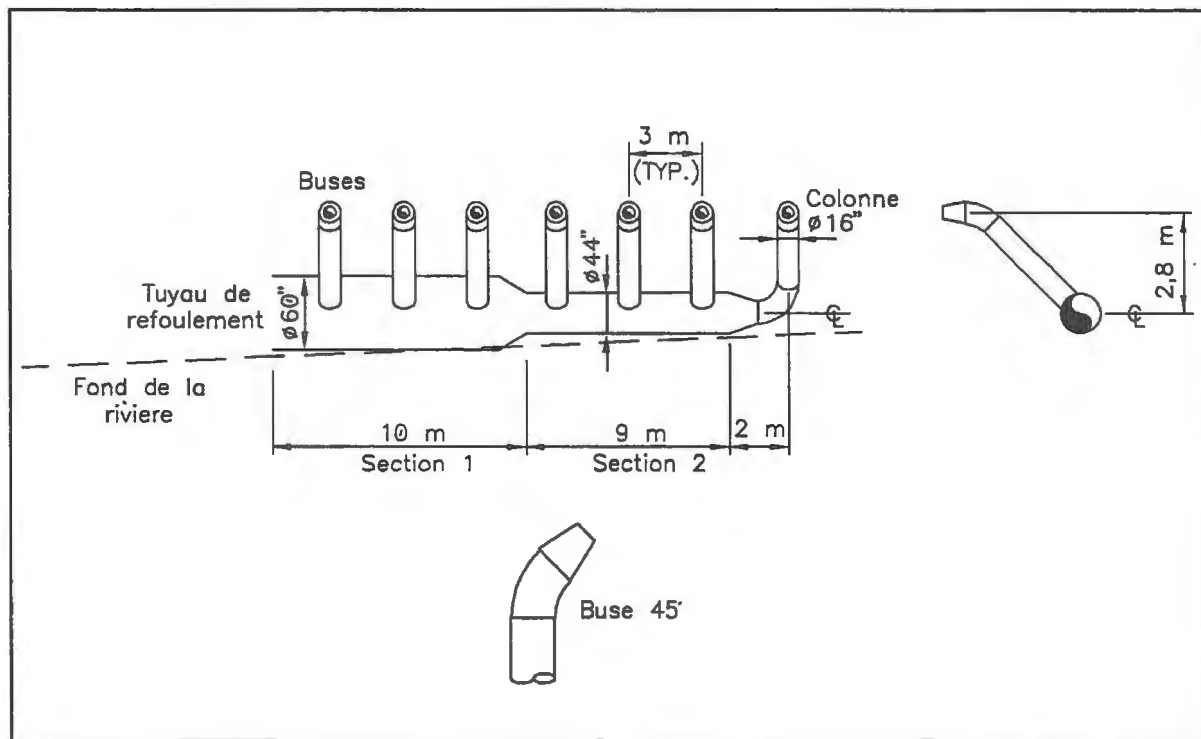 3 m
(TYP.)
Buses
Colonne
ø16"
ø44"
2,8 m
Tuyau de
refoulement
ø60"
℄
℄
Fond de la
riviere
10 m
9 m
2 m
Section 1
Section 2
Buse 45°